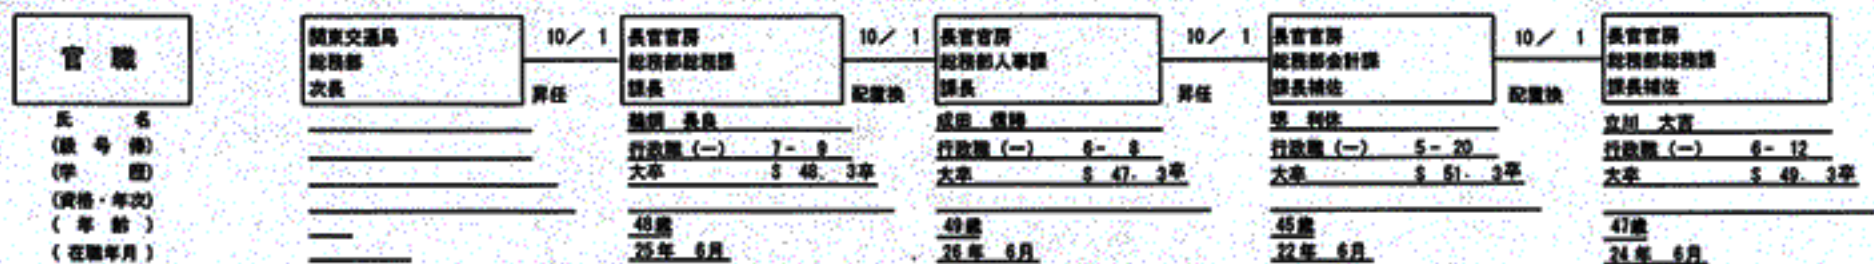 官職
氏名
(級号俸)
(学歴)
(資格・年次)
(年齢)
(在職年月)
関東交通局
総務部
次長
10/ 1
昇任
長官官房
総務部総務課
課長
長良
行政職(一) 7- 9
大卒 S 48. 3卒
48歳
25年 6月
10/ 1
配置換
長官官房
総務部人事課
課長
成田 信勝
行政職(一) 6- 8
大卒 S 47. 3卒
49歳
26年 6月
10/ 1
昇任
長官官房
総務部会計課
課長補佐
利休
行政職(一) 5- 20
大卒 S 51. 3卒
45歳
22年 6月
10/ 1
配置換
長官官房
総務部総務課
課長補佐
立川 大吉
行政職(一) 6- 12
大卒 S 49. 3卒
47歳
24年 6月